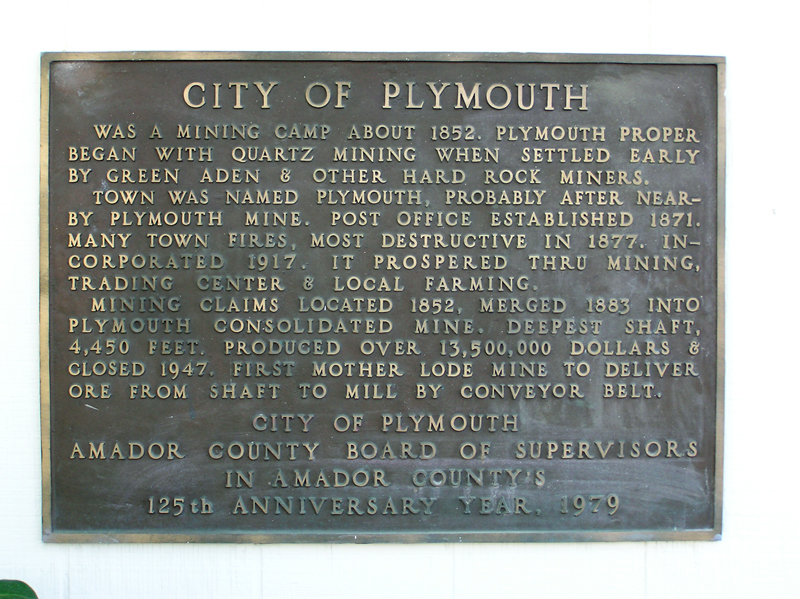 CITY OF PLYMOUTH
WAS A MINING CAMP ABOUT 1852. PLYMOUTH PROPER
BEGAN WITH QUARTZ MINING WHEN SETTLED EARLY
BY GREEN ADEN & OTHER HARD ROCK MINERS.
TOWN WAS NAMED PLYMOUTH, PROBABLY AFTER NEAR-
BY PLYMOUTH MINE. POST OFFICE ESTABLISHED 1871.
MANY TOWN FIRES, MOST DESTRUCTIVE IN 1877. IN-
CORPORATED 1917. IT PROSPERED THRU MINING,
TRADING CENTER & LOCAL FARMING.
MINING CLAIMS LOCATED 1852, MERGED 1883 INTO
PLYMOUTH CONSOLIDATED MINE. DEEPEST SHAFT,
4,450 FEET. PRODUCED OVER 13,500,000 DOLLARS &
CLOSED 1947. FIRST MOTHER LODE MINE TO DELIVER
ORE FROM SHAFT TO MILL BY CONVEYOR BELT.
CITY OF PLYMOUTH
AMADOR COUNTY BOARD OF SUPERVISORS
IN AMADOR COUNTY'S
125th ANNIVERSARY YEAR, 1979